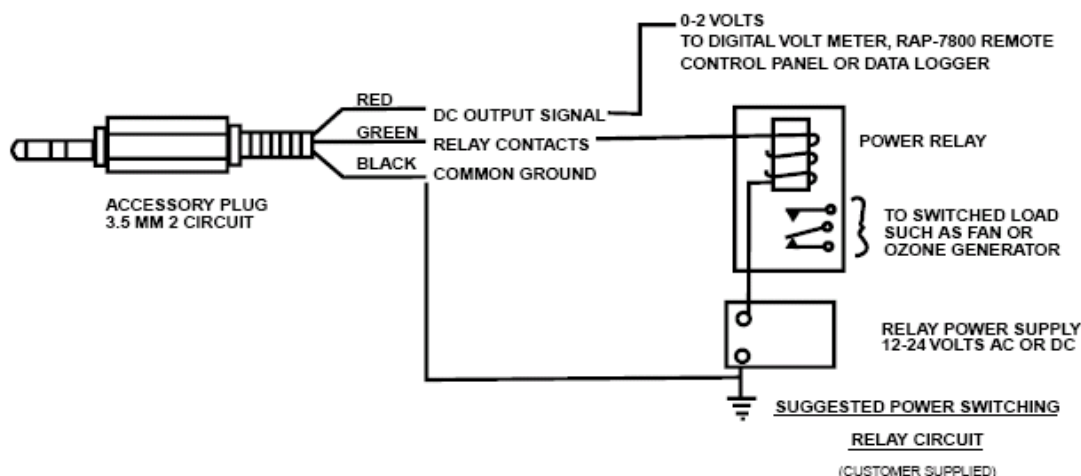 0-2 VOLTS
TO DIGITAL VOLT METER, RAP-7800 REMOTE
CONTROL PANEL OR DATA LOGGER
RED
DC OUTPUT SIGNAL
GREEN
RELAY CONTACTS
BLACK
COMMON GROUND
POWER RELAY
ACCESSORY PLUG
3.5 MM 2 CIRCUIT
TO SWITCHED LOAD
SUCH AS FAN OR
OZONE GENERATOR
RELAY POWER SUPPLY
12-24 VOLTS AC OR DC
SUGGESTED POWER SWITCHING
RELAY CIRCUIT
(CUSTOMER SUPPLIED)